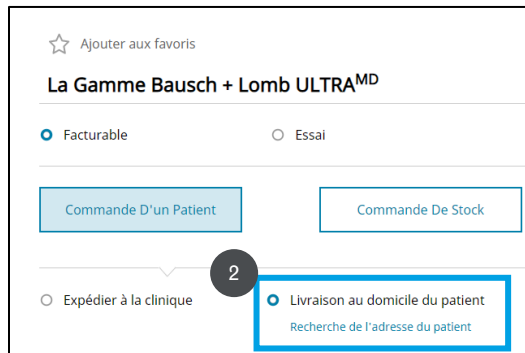 Ajouter aux favoris
La Gamme Bausch + Lomb ULTRAMD
Facturable Essai
Commande D'un Patient Commande De Stock
2
Expédier à la clinique Livraison au domicile du patient
Recherche de l'adresse du patient